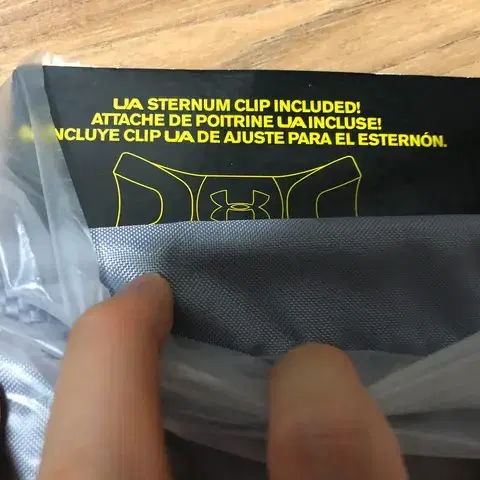 UA STERNUM CLIP INCLUDED!
ATTACHE DE POITRINE UA INCLUSE!
INCLUYE CLIP UA DE AJUSTE PARA EL ESTERNÓN.